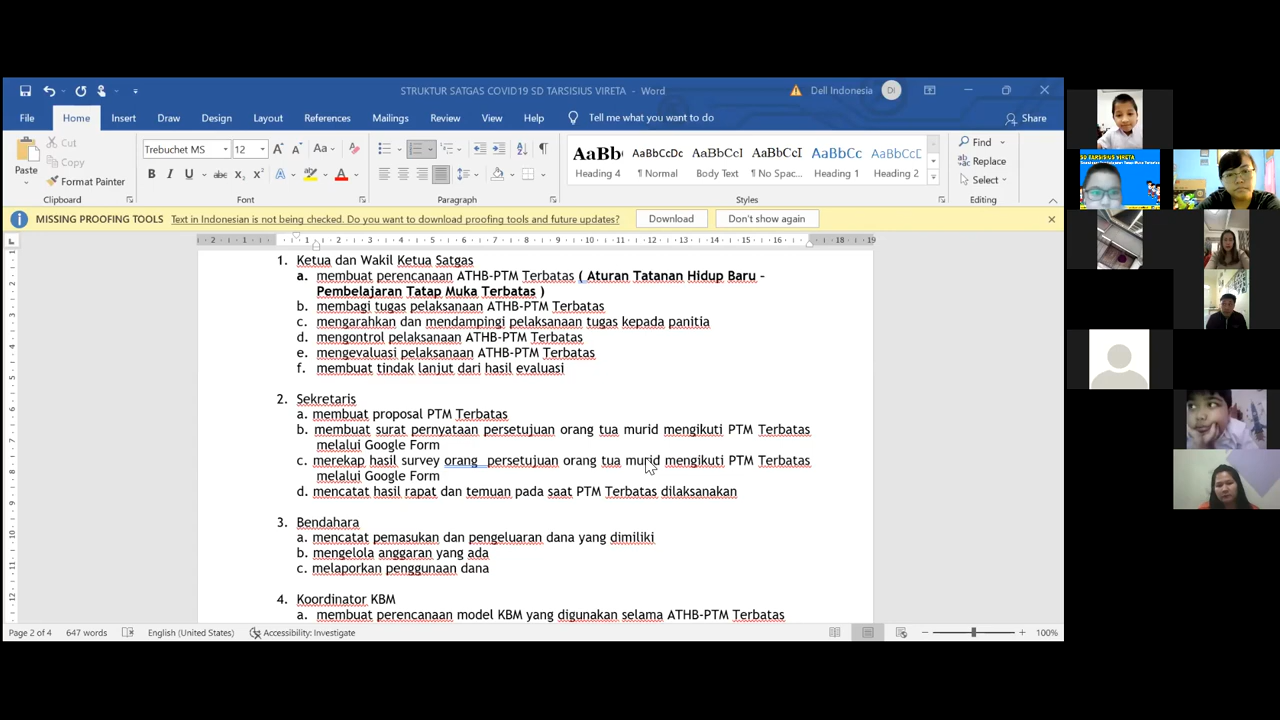 STRUKTUR SATGAS COVID19 SD TARSISIUS VIRETA - Word
Dell Indonesia DI
File Home Insert Draw Design Layout References Mailings Review View Help Tell me what you want to do Share
Paste Cut Copy Format Painter
Clipboard
Trebuchet MS 12
Font
Paragraph
AaBb( AaBbCcDc AaBbCcDd AaBbCcDc AaBbCc AaBbCcD
Heading 4 ¶ Normal Body Text ¶ No Spac... Heading 1 Heading 2
Styles
Find
Replace
Select
Editing
MISSING PROOFING TOOLS Text in Indonesian is not being checked. Do you want to download proofing tools and future updates? Download Don't show again
1. Ketua dan Wakil Ketua Satgas
a. membuat perencanaan ATHB-PTM Terbatas ( Aturan Tatanan Hidup Baru -
Pembelajaran Tatap Muka Terbatas )
b. membagi tugas pelaksanaan ATHB-PTM Terbatas
c. mengarahkan dan mendampingi pelaksanaan tugas kepada panitia
d. mengontrol pelaksanaan ATHB-PTM Terbatas
e. mengevaluasi pelaksanaan ATHB-PTM Terbatas
f. membuat tindak lanjut dari hasil evaluasi
2. Sekretaris
a. membuat proposal PTM Terbatas
b. membuat surat pernyataan persetujuan orang tua murid mengikuti PTM Terbatas
melalui Google Form
c. merekap hasil survey orang persetujuan orang tua murid mengikuti PTM Terbatas
melalui Google Form
d. mencatat hasil rapat dan temuan pada saat PTM Terbatas dilaksanakan
3. Bendahara
a. mencatat pemasukan dan pengeluaran dana yang dimiliki
b. mengelola anggaran yang ada
c. melaporkan penggunaan dana
4. Koordinator KBM
a. membuat perencanaan model KBM yang digunakan selama ATHB-PTM Terbatas
Page 2 of 4 647 words English (United States) Accessibility: Investigate 100%
SD TARSISIUS VIRETA